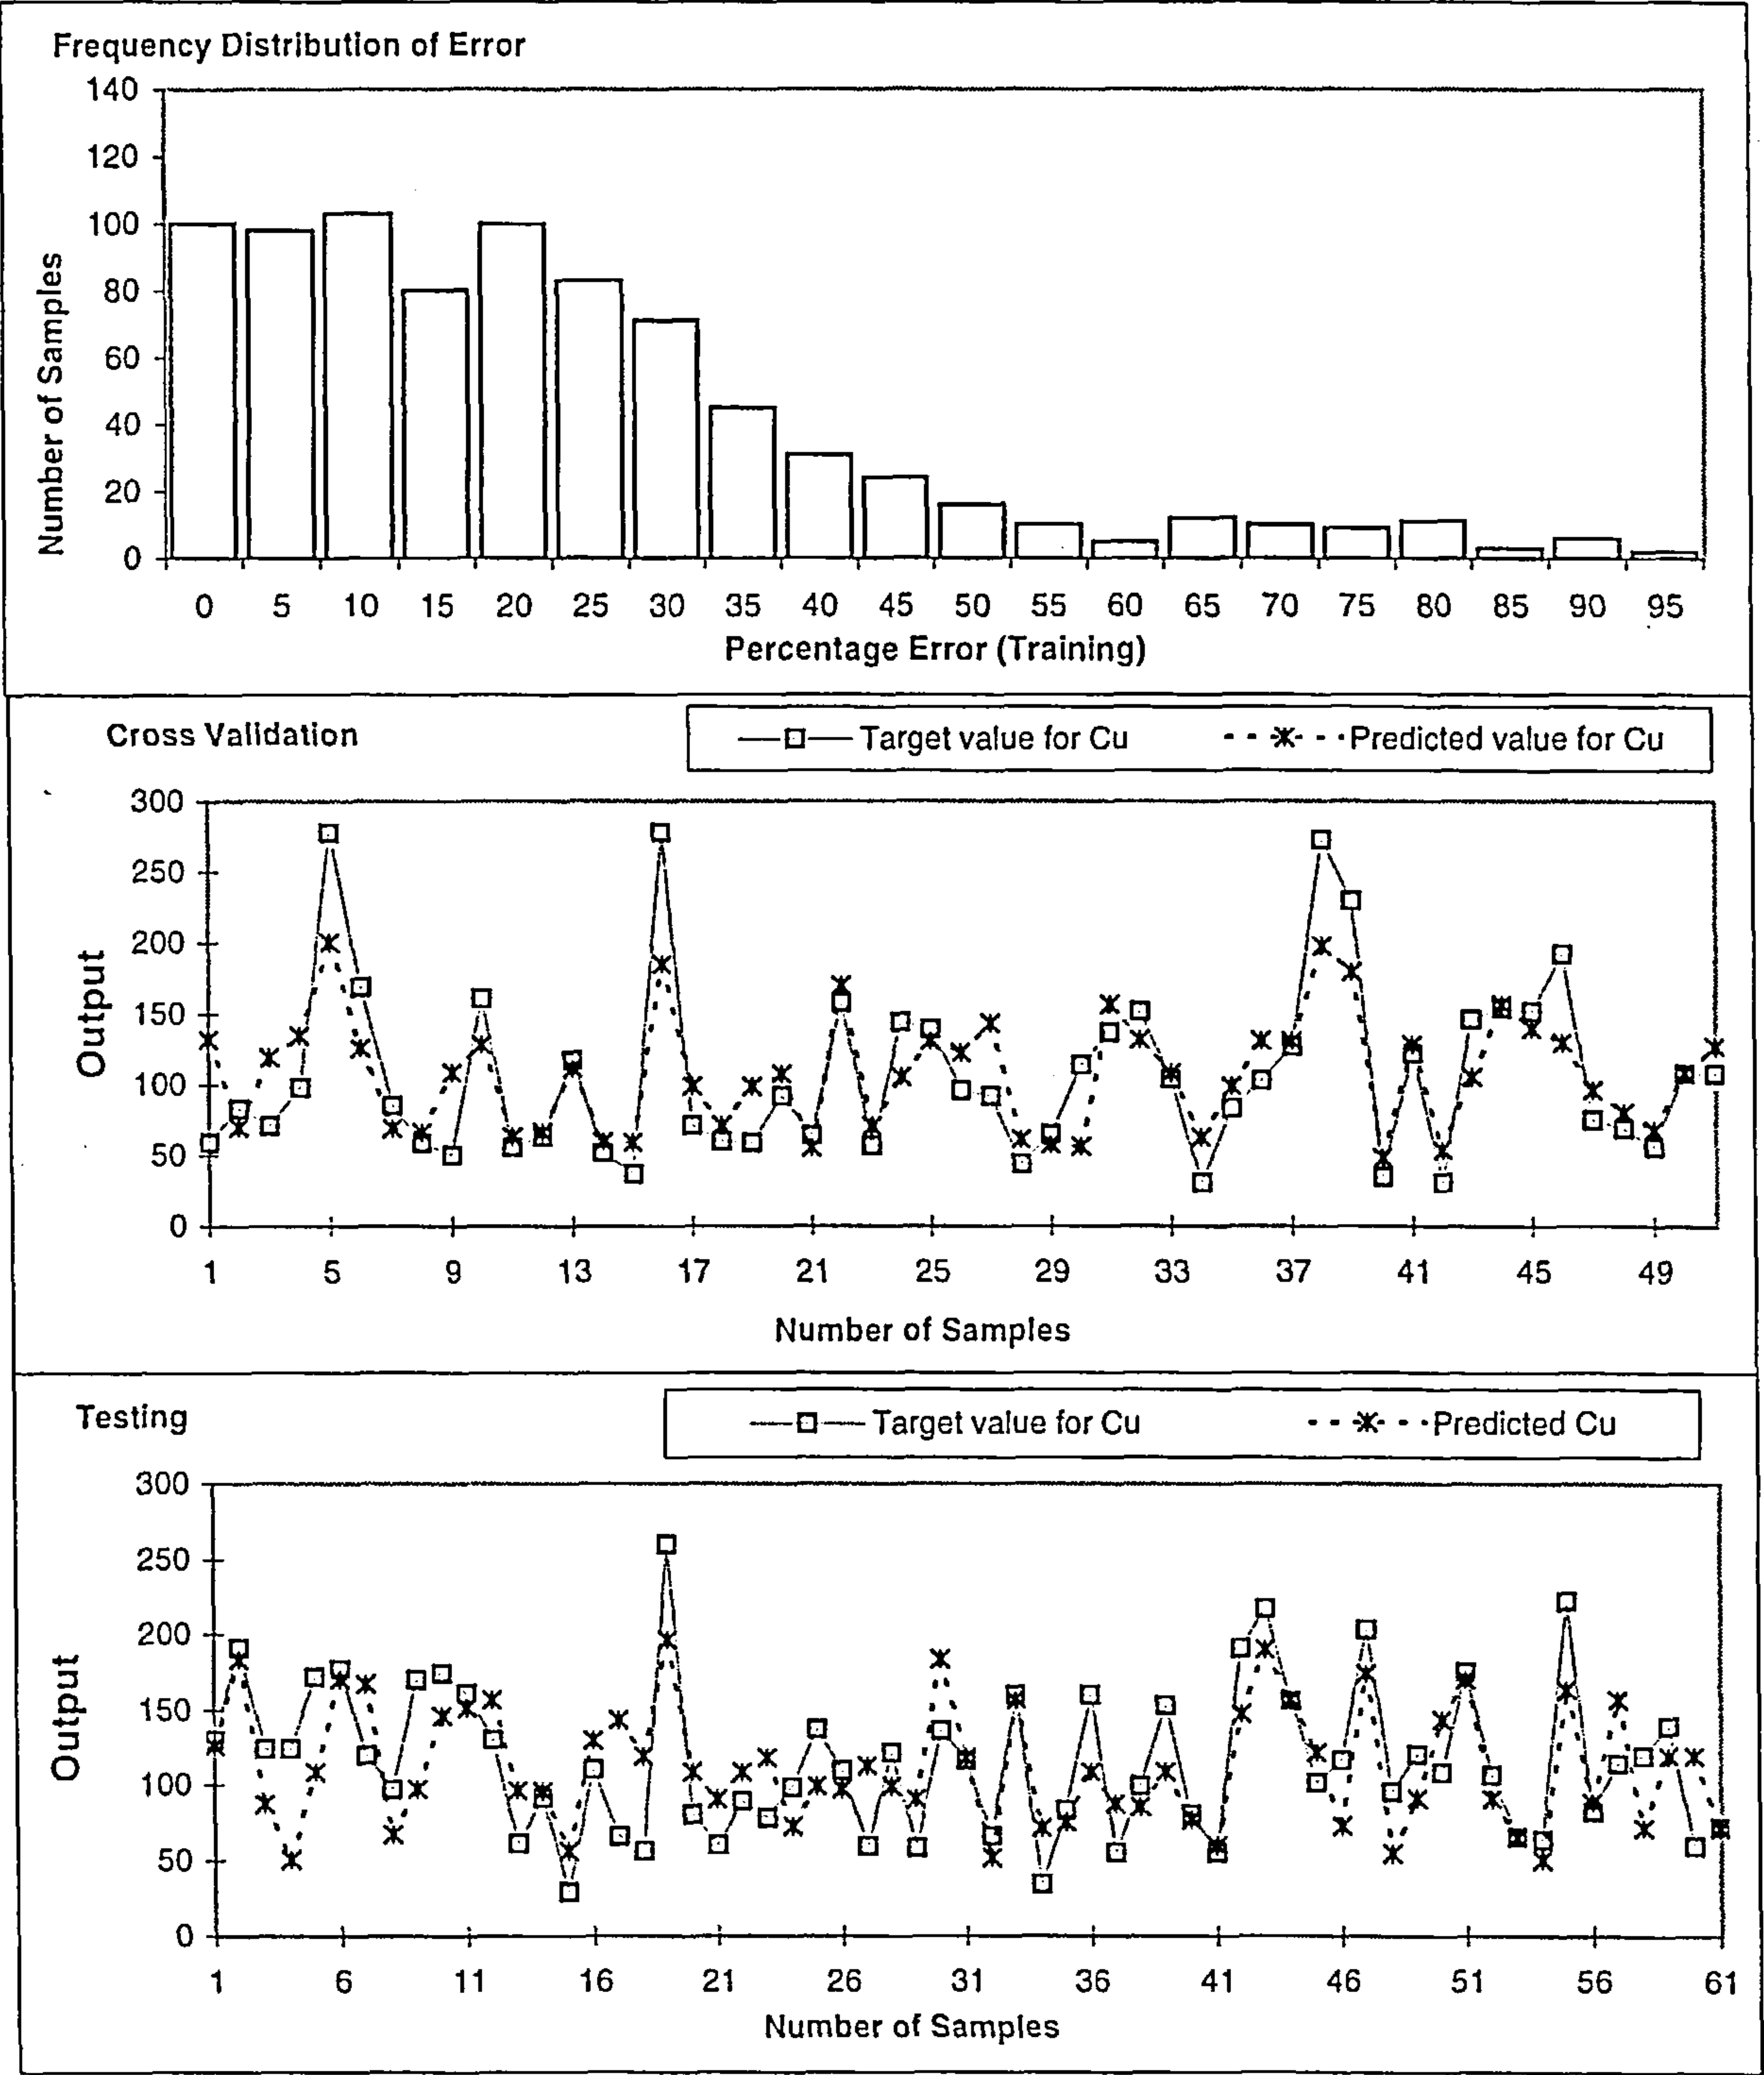 Frequency Distribution of Error
140
120
100
80
60
40
20
0
Number of Samples
0 5 10 15 20 25 30 35 40 45 50 55 60 65 70 75 80 85 90 95
Percentage Error (Training)
Cross Validation
Target value for Cu Predicted value for Cu
300
250
200
150
100
50
0
Output
1 5 9 13 17 21 25 29 33 37 41 45 49
Number of Samples
Testing
Target value for Cu Predicted Cu
300
250
200
150
100
50
0
Output
1 6 11 16 21 26 31 36 41 46 51 56 61
Number of Samples